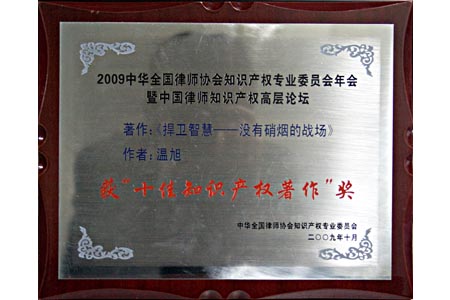 2009中华全国律师协会知识产权专业委员会年会
暨中国律师知识产权高层论坛
著作:《捍卫智慧——没有硝烟的战场》
作者:温旭
获“十佳知识产权著作”奖
中华全国律师协会知识产权专业委员会
二〇〇九年十月